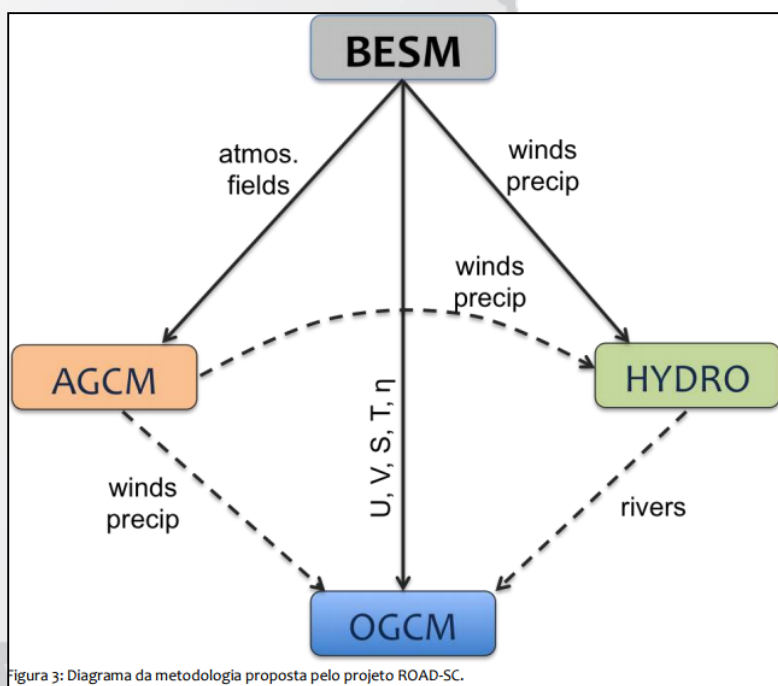 BESM
atmos.
fields
winds
precip
winds
precip
AGCM
HYDRO
U, V, S, T, η
winds
precip
rivers
OGCM
Figura 3: Diagrama da metodologia proposta pelo projeto ROAD-SC.